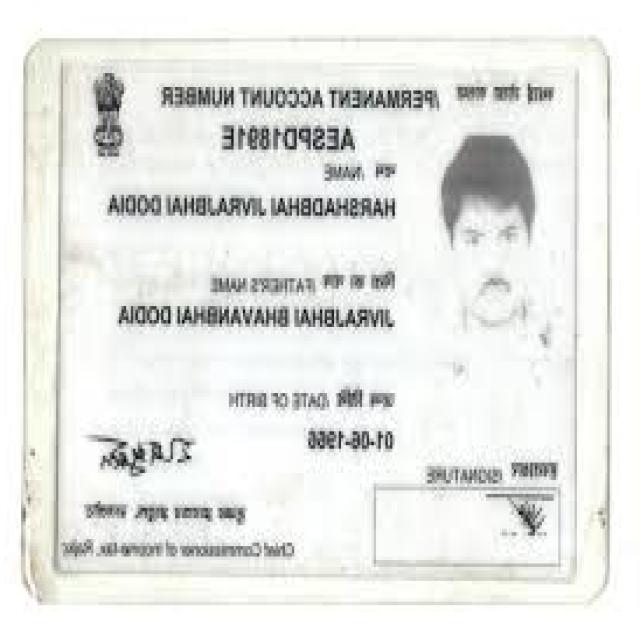 स्थायी लेखा संख्या /PERMANENT ACCOUNT NUMBER
AESPD1891E
नाम /NAME
HARSHADBHAI JIVRAJBHAI DODIA
पिता का नाम /FATHER'S NAME
JIVRAJBHAI BHAVANBHAI DODIA
जन्म तिथि /DATE OF BIRTH
01-06-1966
हस्ताक्षर /SIGNATURE
मुख्य आयकर आयुक्त, राजकोट
Chief Commissioner of Income-tax, Rajkot